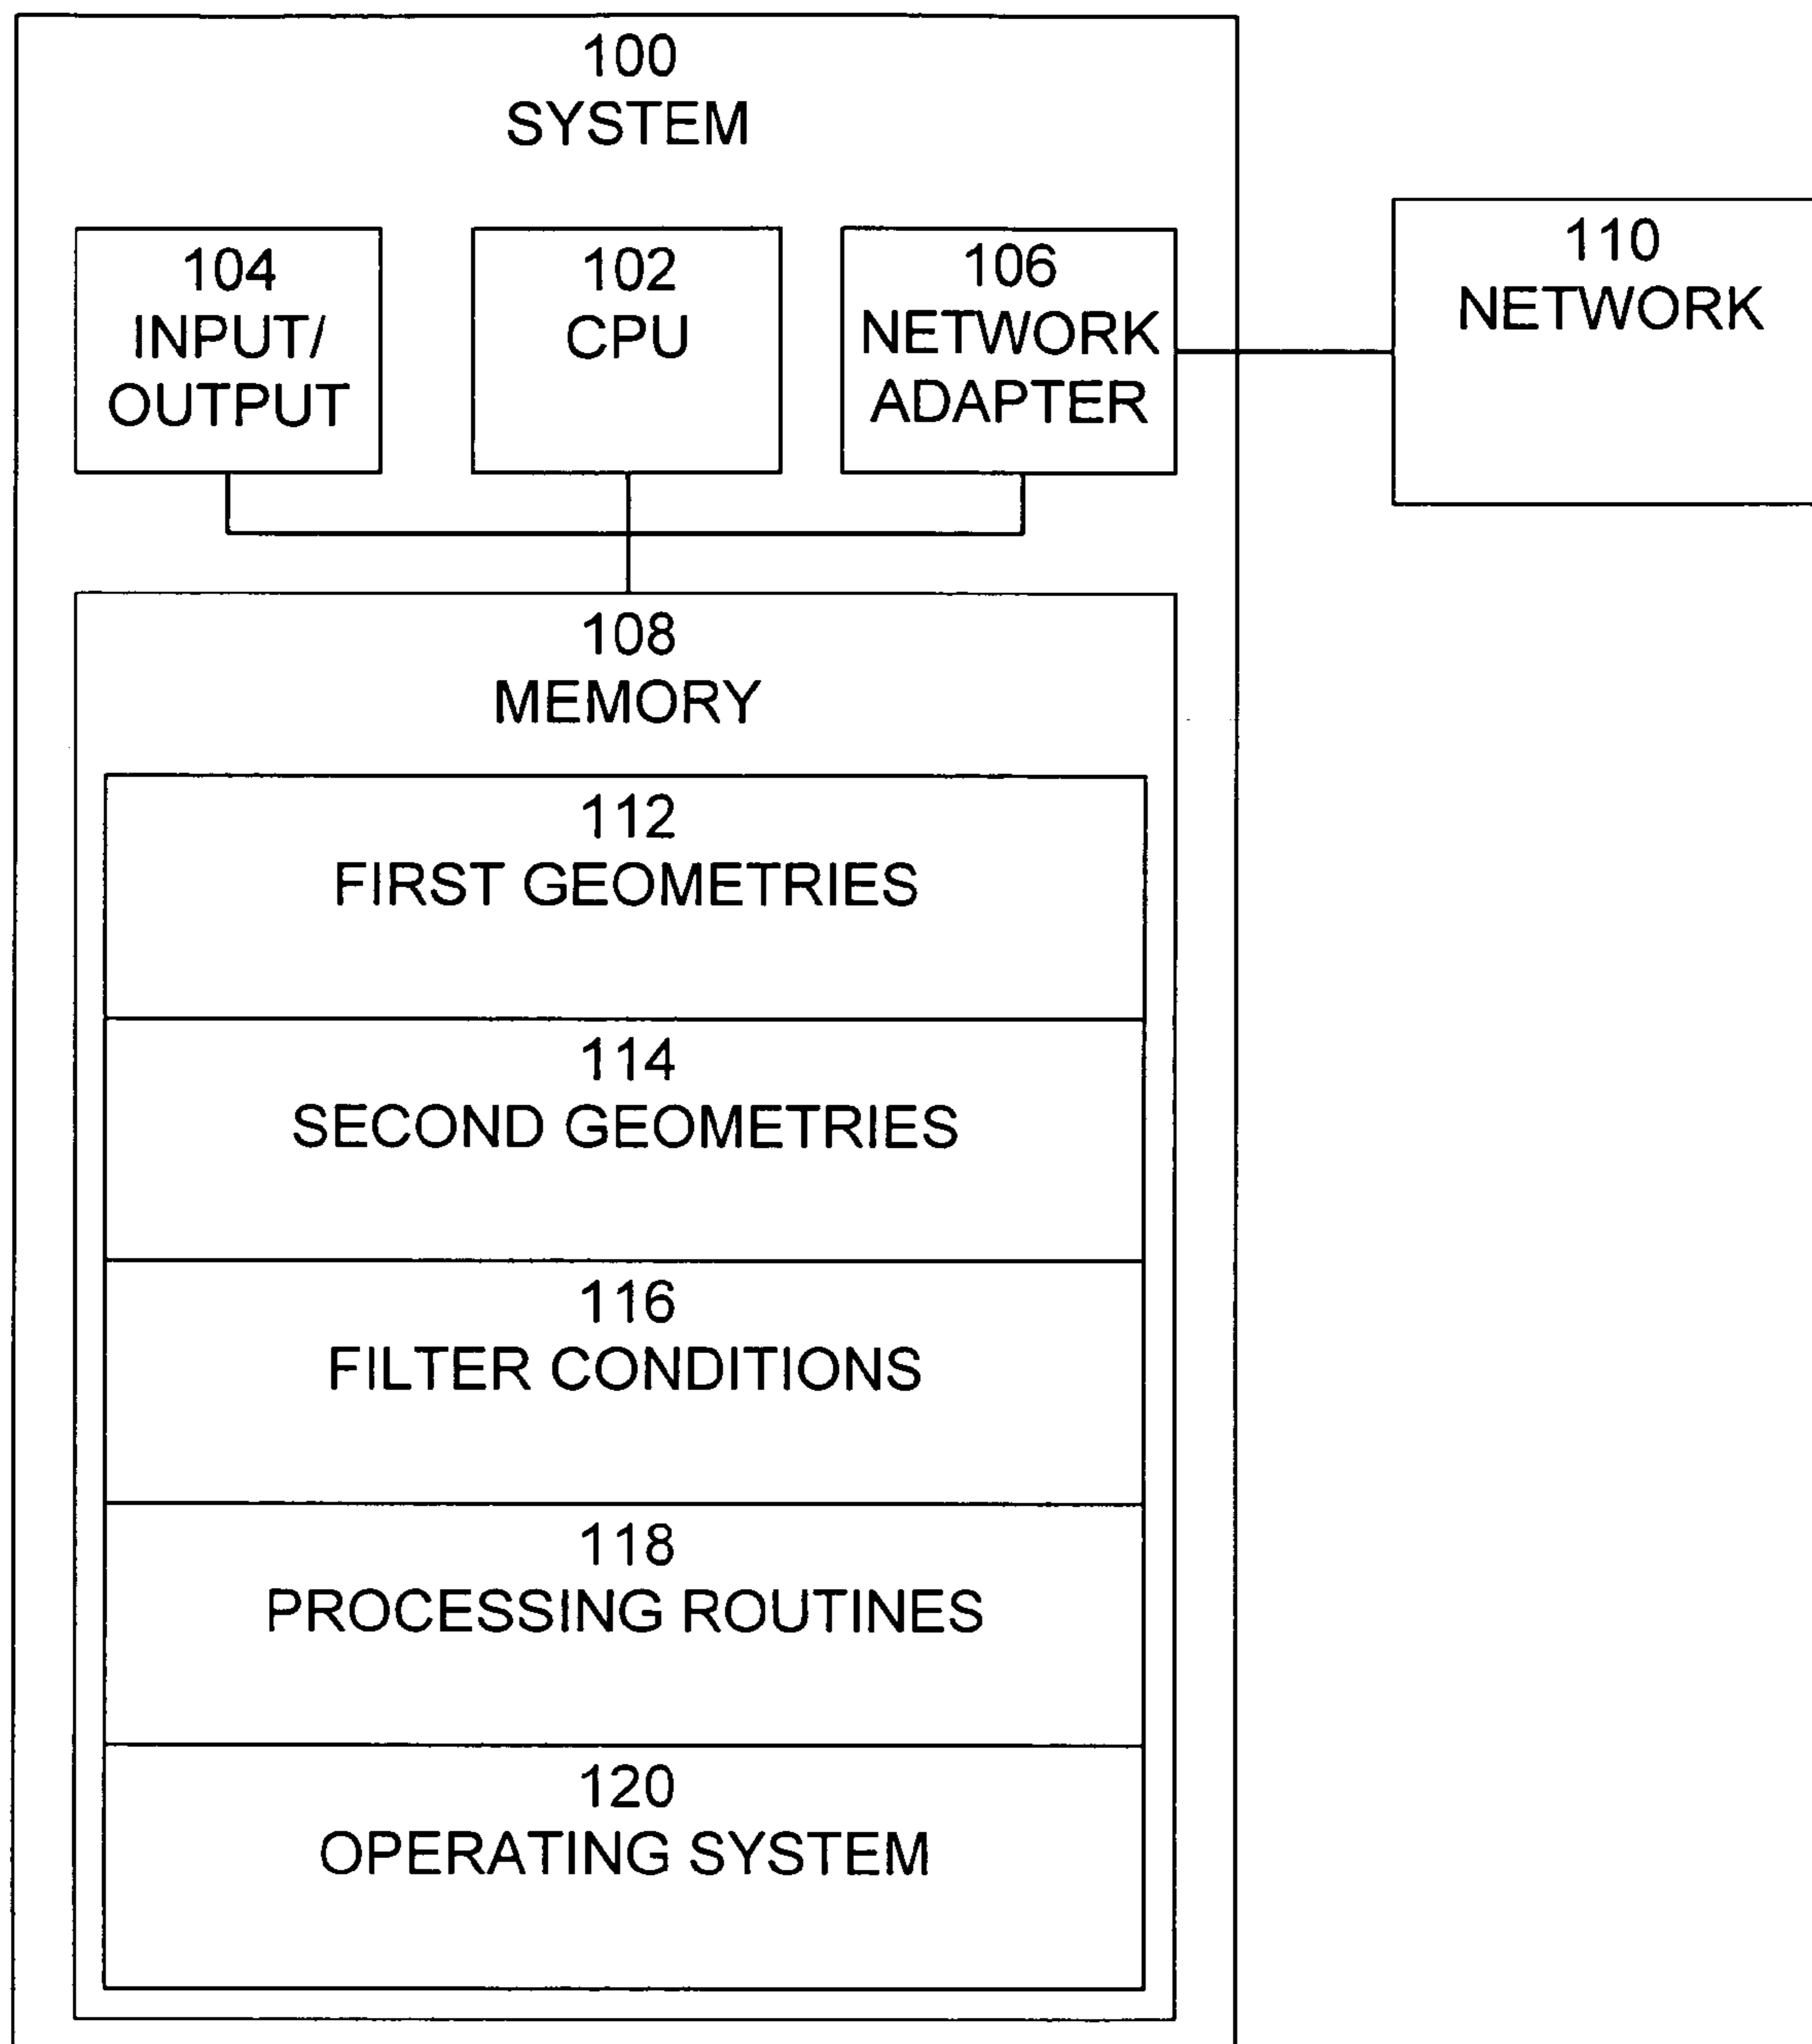 100
SYSTEM
104
INPUT/
OUTPUT
102
CPU
106
NETWORK
ADAPTER
110
NETWORK
108
MEMORY
112
FIRST GEOMETRIES
114
SECOND GEOMETRIES
116
FILTER CONDITIONS
118
PROCESSING ROUTINES
120
OPERATING SYSTEM